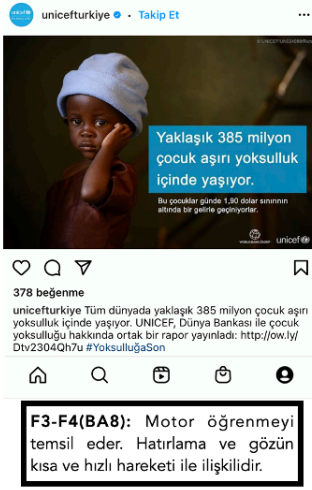 unicef
unicefturkiye • Takip Et
Yaklaşık 385 milyon
çocuk aşırı yoksulluk
içinde yaşıyor.
Bu çocuklar günde 1,90 dolar sınırının
altında bir gelirle geçiniyorlar.
unicef
378 beğenme
unicefturkiye Tüm dünyada yaklaşık 385 milyon çocuk aşırı
yoksulluk içinde yaşıyor. UNICEF, Dünya Bankası ile çocuk
yoksulluğu hakkında ortak bir rapor yayınladı: http://ow.ly/
Dtv2304Qh7u #YoksulluğaSon
F3-F4(BA8): Motor öğrenmeyi
temsil eder. Hatırlama ve gözün
kısa ve hızlı hareketi ile ilişkilidir.